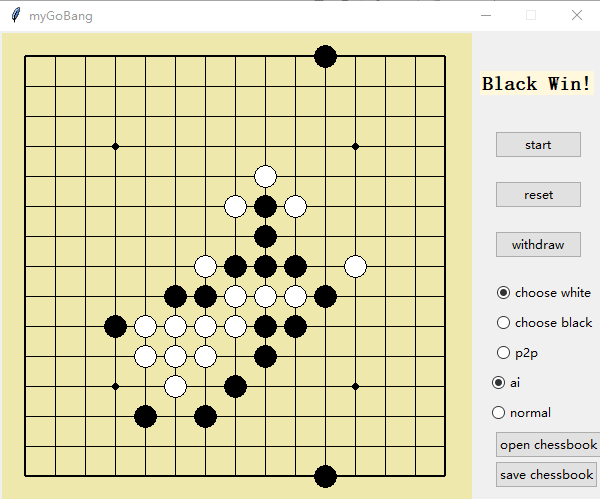 myGoBang
Black Win!
start
reset
withdraw
choose white
choose black
p2p
ai
normal
open chessbook
save chessbook